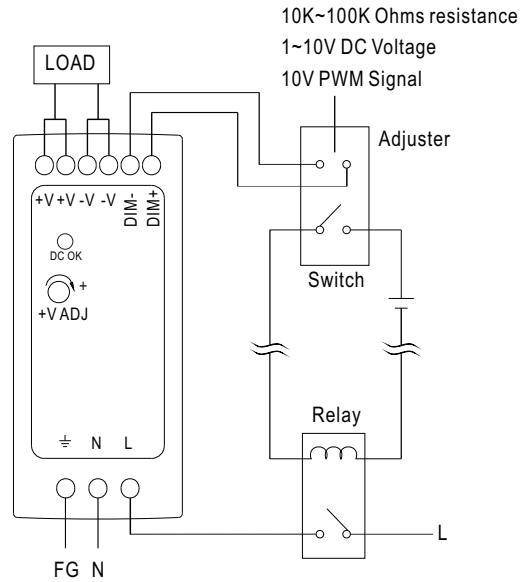 10K~100K Ohms resistance
1~10V DC Voltage
10V PWM Signal
LOAD
Adjuster
+V +V -V -V DIM- DIM+
DC OK
+
+V ADJ
Switch
Relay
N L
L
FG N